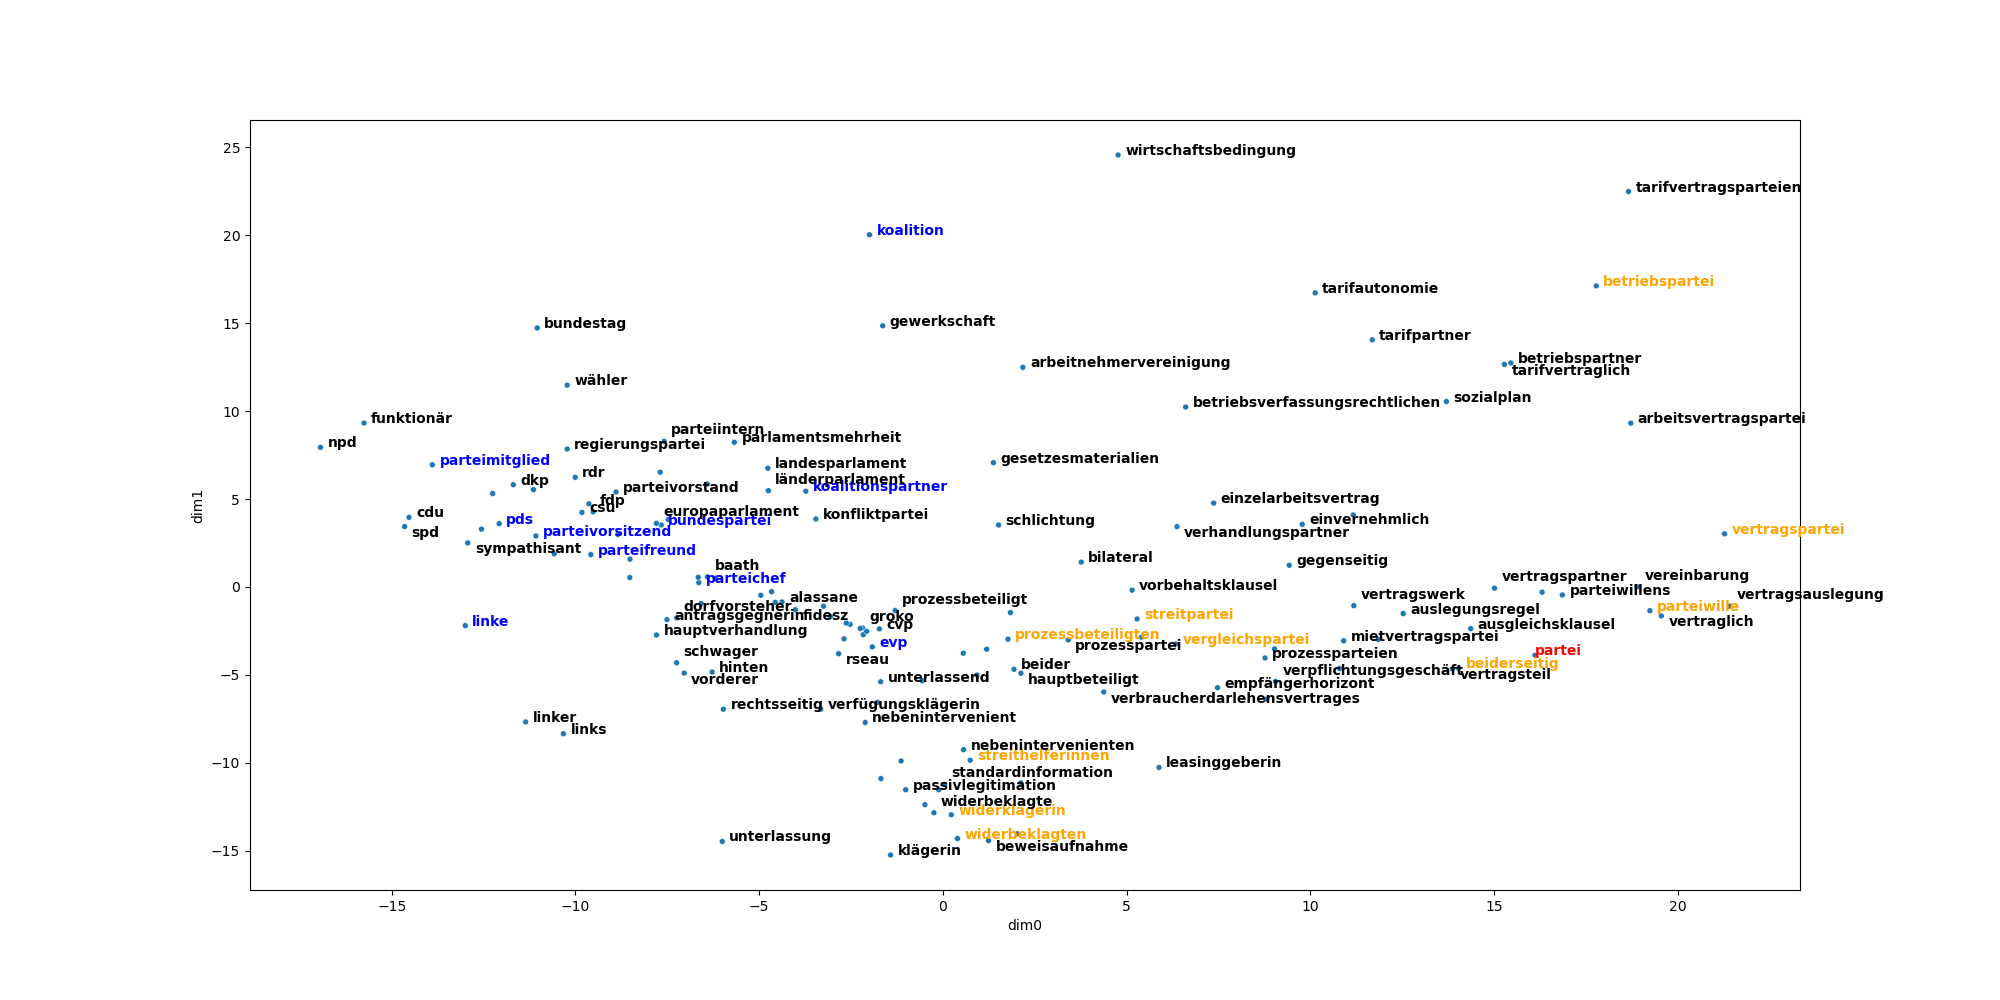 25
wirtschaftsbedingung
tarifvertragsparteien
20
koalition
betriebspartei
tarifautonomie
15
bundestag
gewerkschaft
tarifpartner
arbeitnehmervereinigung
betriebspartner
tarifvertraglich
wähler
10
betriebsverfassungsrechtlichen
sozialplan
funktionär
arbeitsvertragspartei
parteiintern
parlamentsmehrheit
npd
regierungspartei
parteimitglied
landesparlament
gesetzesmaterialien
rdr
dkp
länderparlament
koalitionspartner
parteivorstand
5
einzelarbeitsvertrag
fdp
csu
cdu
europaparlament
konfliktpartei
pds
bundespartei
schlichtung
einvernehmlich
spd
parteivorsitzend
verhandlungspartner
vertragspartei
dim1
sympathisant
parteifreund
bilateral
gegenseitig
baath
0
parteichef
vorbehaltsklausel
vertragspartner
vereinbarung
parteiwillens
alassane
prozessbeteiligt
vertragswerk
vertragsauslegung
dorfvorsteher
auslegungsregel
parteiwille
antragsgegnerin
fidesz
groko
streitpartei
linke
cvp
ausgleichsklausel
vertraglich
hauptverhandlung
evp
prozessbeteiligten
vergleichspartei
mietvertragspartei
prozesspartei
schwager
rseau
prozessparteien
partei
hinten
beider
beiderseitig
−5
vorderer
unterlassend
hauptbeteiligt
verpflichtungsgeschäft
vertragsteil
empfängerhorizont
rechtsseitig
verfügungsklägerin
verbraucherdarlehensvertrages
linker
nebenintervenient
links
nebenintervenienten
streithelferinnen
−10
leasinggeberin
standardinformation
passivlegitimation
widerbeklagte
widerklägerin
unterlassung
widerbeklagten
−15
klägerin
beweisaufnahme
−15 −10 −5 0 5 10 15 20
dim0